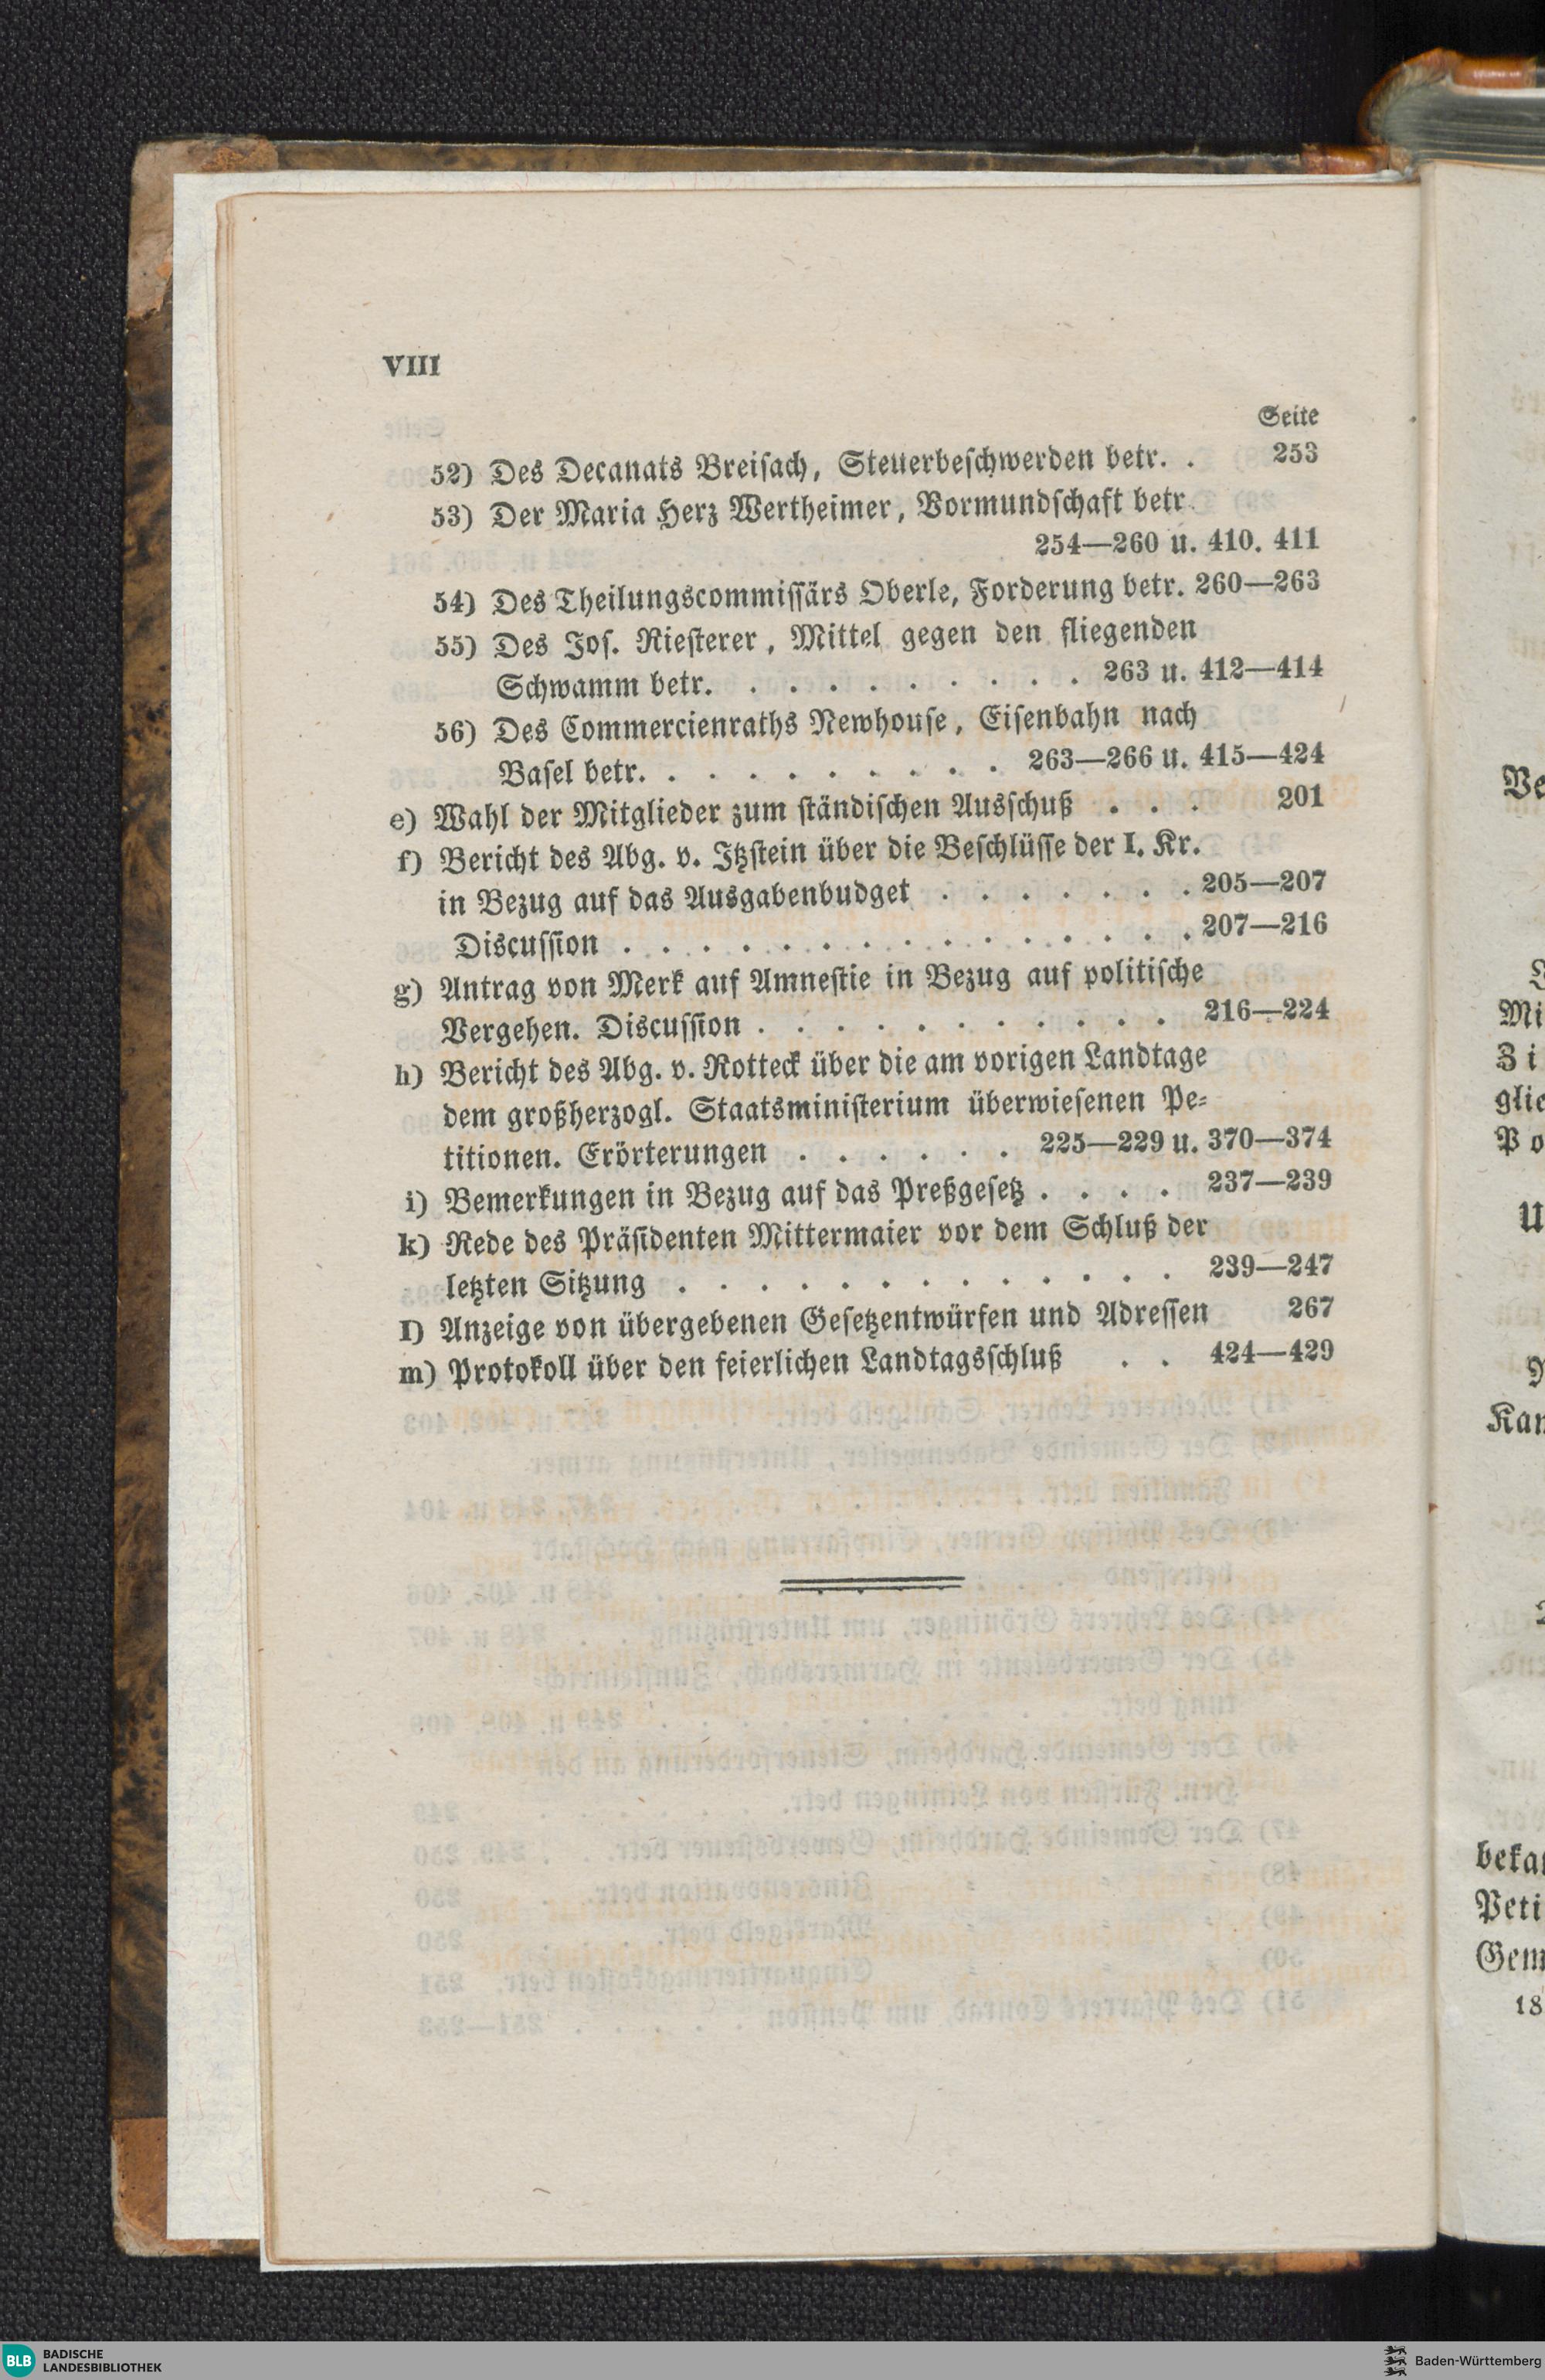 VIII
Seite
52) Des Decanats Breisach, Steuerbeschwerden betr. . 253
53) Der Maria Herz Wertheimer, Vormundschaft betr.
254—260 u. 410. 411
54) Des Theilungscommissärs Oberle, Forderung betr. 260—263
55) Des Jos. Riesterer, Mittel gegen den fliegenden
Schwamm betr. . . . . . . . . . 263 u. 412—414
56) Des Commercienraths Newhouse, Eisenbahn nach
Basel betr. . . . . . . . . . 263—266 u. 415—424
e) Wahl der Mitglieder zum ständischen Ausschuß . . . 201
f) Bericht des Abg. v. Itzstein über die Beschlüsse der I. Kr.
in Bezug auf das Ausgabenbudget . . . . . . . 205—207
Discussion . . . . . . . . . . . . . . . 207—216
g) Antrag von Merk auf Amnestie in Bezug auf politische
Vergehen. Discussion . . . . . . . . . . . 216—224
h) Bericht des Abg. v. Rotteck über die am vorigen Landtage
dem großherzogl. Staatsministerium überwiesenen Pe-
titionen. Erörterungen . . . . . . 225—229 u. 370—374
i) Bemerkungen in Bezug auf das Preßgesetz . . . . 237—239
k) Rede des Präsidenten Mittermaier vor dem Schluß der
letzten Sitzung . . . . . . . . . . . . . 239—247
l) Anzeige von übergebenen Gesetzentwürfen und Adressen 267
m) Protokoll über den feierlichen Landtagsschluß . . 424—429
BLB BADISCHE
LANDESBIBLIOTHEK
Baden-Württemberg